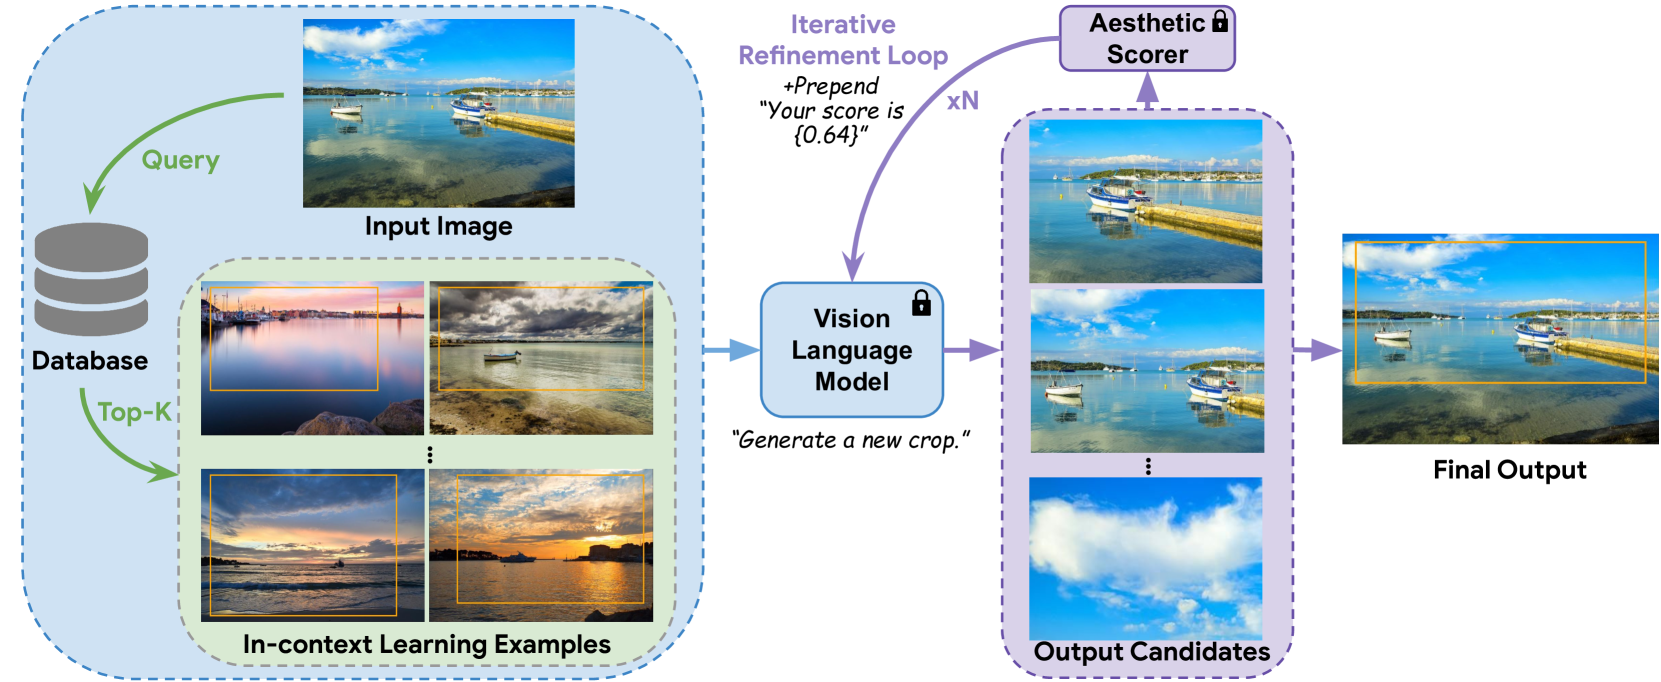 Query
Input Image
Database
Top-K
In-context Learning Examples
Iterative
Refinement Loop
+Prepend
"Your score is
{0.64}"
xN
Aesthetic
Scorer
Vision
Language
Model
"Generate a new crop."
Output Candidates
Final Output